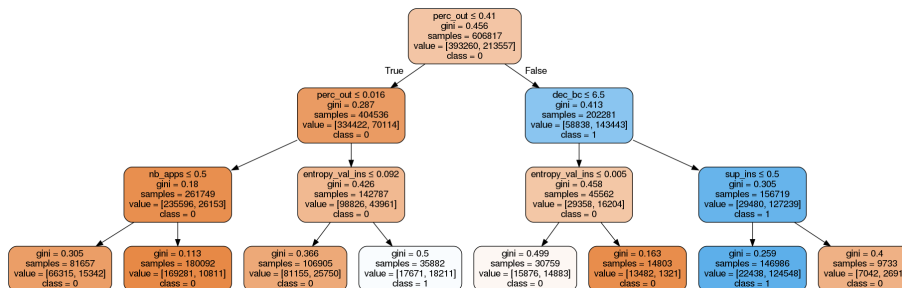 perc_out ≤ 0.41
gini = 0.456
samples = 606817
value = [393260, 213557]
class = 0
True
False
perc_out ≤ 0.016
gini = 0.287
samples = 404536
value = [334422, 70114]
class = 0
dec_bc ≤ 6.5
gini = 0.413
samples = 202281
value = [58838, 143443]
class = 1
nb_apps ≤ 0.5
gini = 0.18
samples = 261749
value = [235596, 26153]
class = 0
entropy_val_ins ≤ 0.092
gini = 0.426
samples = 142787
value = [98826, 43961]
class = 0
entropy_val_ins ≤ 0.005
gini = 0.458
samples = 45562
value = [29358, 16204]
class = 0
sup_ins ≤ 0.5
gini = 0.305
samples = 156719
value = [29480, 127239]
class = 1
gini = 0.305
samples = 81657
value = [66315, 15342]
class = 0
gini = 0.113
samples = 180092
value = [169281, 10811]
class = 0
gini = 0.366
samples = 106905
value = [81155, 25750]
class = 0
gini = 0.5
samples = 35882
value = [17671, 18211]
class = 1
gini = 0.499
samples = 30759
value = [15876, 14883]
class = 0
gini = 0.163
samples = 14803
value = [13482, 1321]
class = 0
gini = 0.259
samples = 146986
value = [22438, 124548]
class = 1
gini = 0.4
samples = 9733
value = [7042, 2691]
class = 0